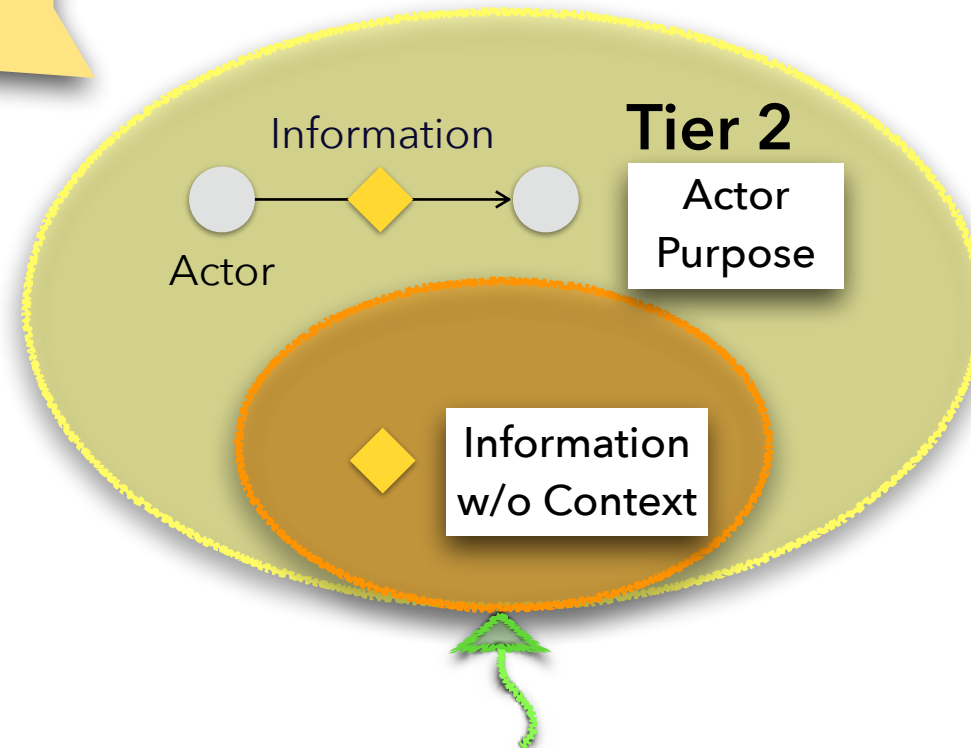 Information
Tier 2
Actor
Purpose
Actor
Information
w/o Context